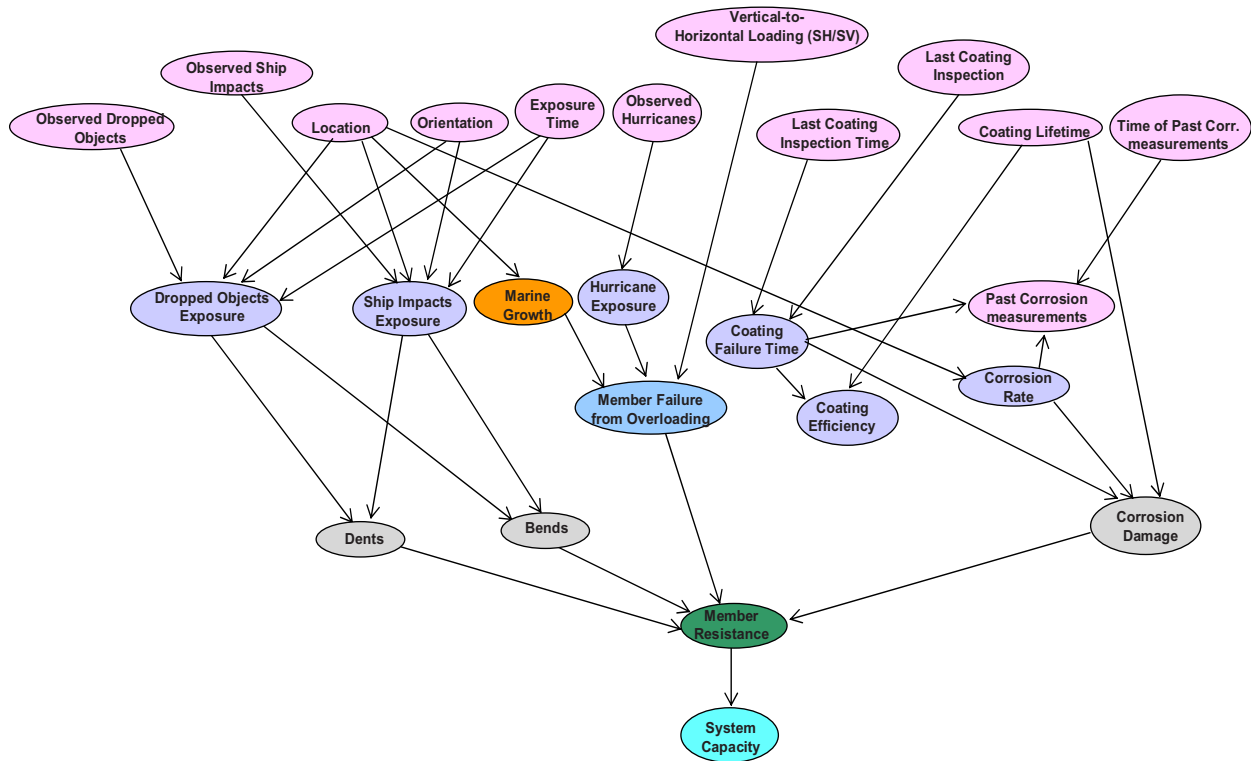 Vertical-to-
Horizontal Loading (SH/SV)
Observed Ship
Impacts
Last Coating
Inspection
Observed Dropped
Objects
Location
Orientation
Exposure
Time
Observed
Hurricanes
Last Coating
Inspection Time
Coating Lifetime
Time of Past Corr.
measurements
Dropped Objects
Exposure
Ship Impacts
Exposure
Marine
Growth
Hurricane
Exposure
Coating
Failure Time
Past Corrosion
measurements
Member Failure
from Overloading
Coating
Efficiency
Corrosion
Rate
Dents
Bends
Corrosion
Damage
Member
Resistance
System
Capacity